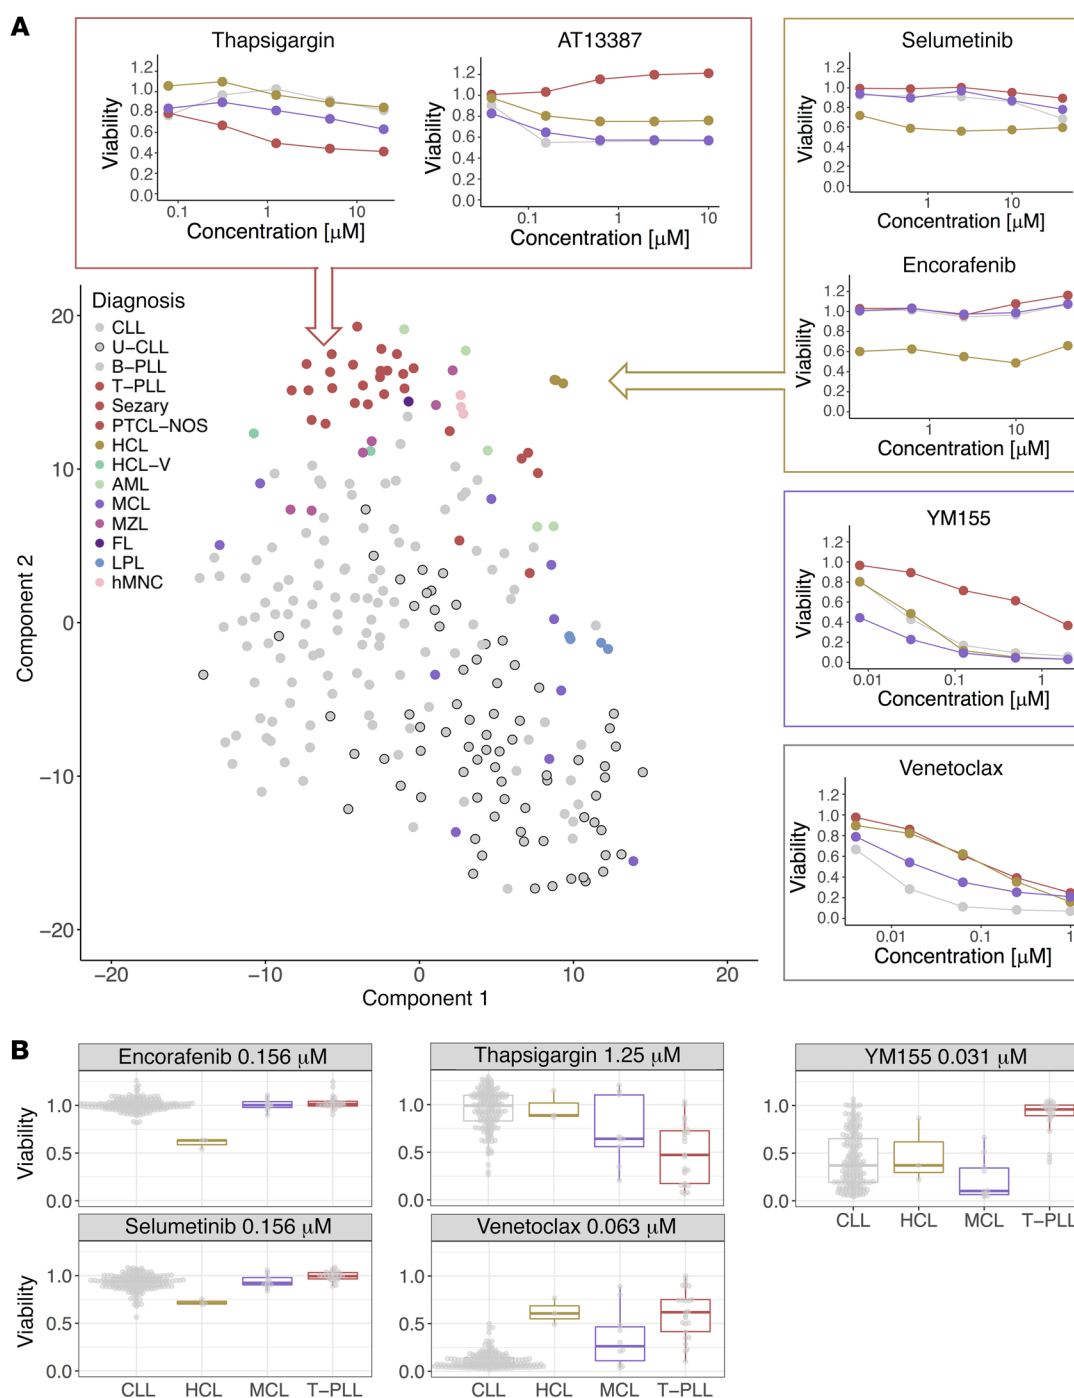 A
Thapsigargin
AT13387
Selumetinib
Viability
1.2
1.0
0.8
0.6
0.4
0.2
0.0
0.1
1
10
Concentration [μM]
Viability
1.2
1.0
0.8
0.6
0.4
0.2
0.0
0.1
1
10
Concentration [μM]
Viability
1.2
1.0
0.8
0.6
0.4
0.2
0.0
1
10
Concentration [μM]
Encorafenib
Viability
1.2
1.0
0.8
0.6
0.4
0.2
0.0
1
10
Concentration [μM]
YM155
Viability
1.2
1.0
0.8
0.6
0.4
0.2
0.0
0.01
0.1
1
Concentration [μM]
Venetoclax
Viability
1.2
1.0
0.8
0.6
0.4
0.2
0.0
0.01
0.1
1
Concentration [μM]
Diagnosis
CLL
U−CLL
B−PLL
T−PLL
Sezary
PTCL−NOS
HCL
HCL−V
AML
MCL
MZL
FL
LPL
hMNC
Component 2
20
10
0
−10
−20
−20
−10
0
10
20
Component 1
B
Encorafenib 0.156 μM
Viability
1.0
0.5
0.0
Thapsigargin 1.25 μM
1.0
0.5
0.0
YM155 0.031 μM
Viability
1.0
0.5
0.0
CLL
HCL
MCL
T−PLL
Selumetinib 0.156 μM
Viability
1.0
0.5
0.0
CLL
HCL
MCL
T−PLL
Venetoclax 0.063 μM
1.0
0.5
0.0
CLL
HCL
MCL
T−PLL